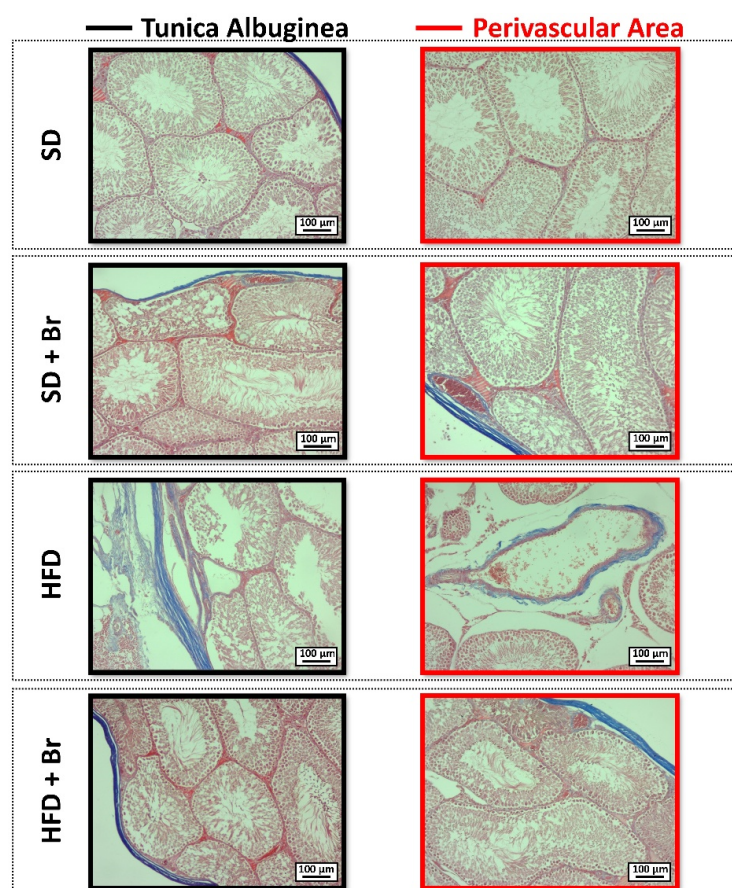 Tunica Albuginea
Perivascular Area
SD
100 µm
100 µm
SD + Br
100 µm
100 µm
HFD
100 µm
100 µm
HFD + Br
100 µm
100 µm